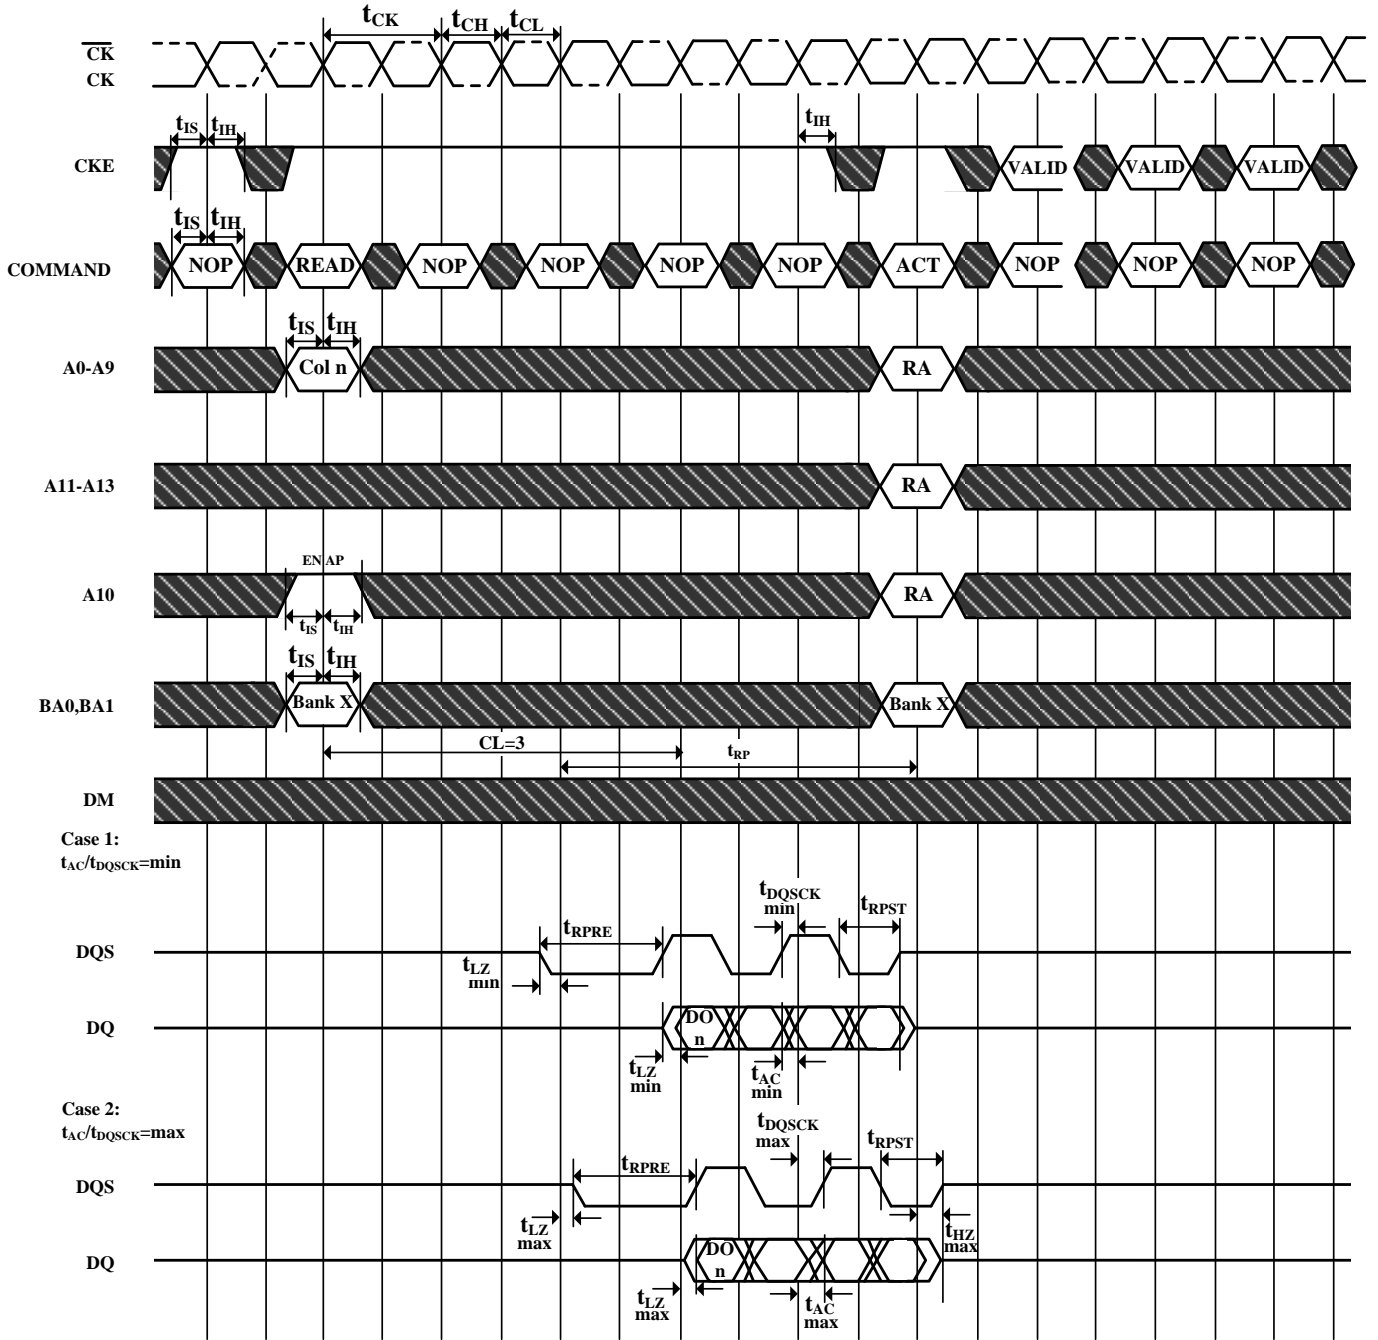 tCK tCH tCL
CK
CK
tIS tIH tIH
CKE VALID VALID VALID
tIS tIH
COMMAND NOP READ NOP NOP NOP NOP ACT NOP NOP NOP
tIS tIH
A0-A9 Col n RA
A11-A13 RA
EN AP
A10 RA
tIS tIH
tIS tIH
BA0,BA1 Bank X Bank X
CL=3 tRP
DM
Case 1:
tAC/tDQSCK=min
tDQSCK min tRPST
tRPRE
DQS
tLZ min
DQ DO n
tLZ min tAC min
Case 2:
tAC/tDQSCK=max
tDQSCK max tRPST
tRPRE
DQS
tLZ max tHZ max
DQ DO n
tLZ max tAC max